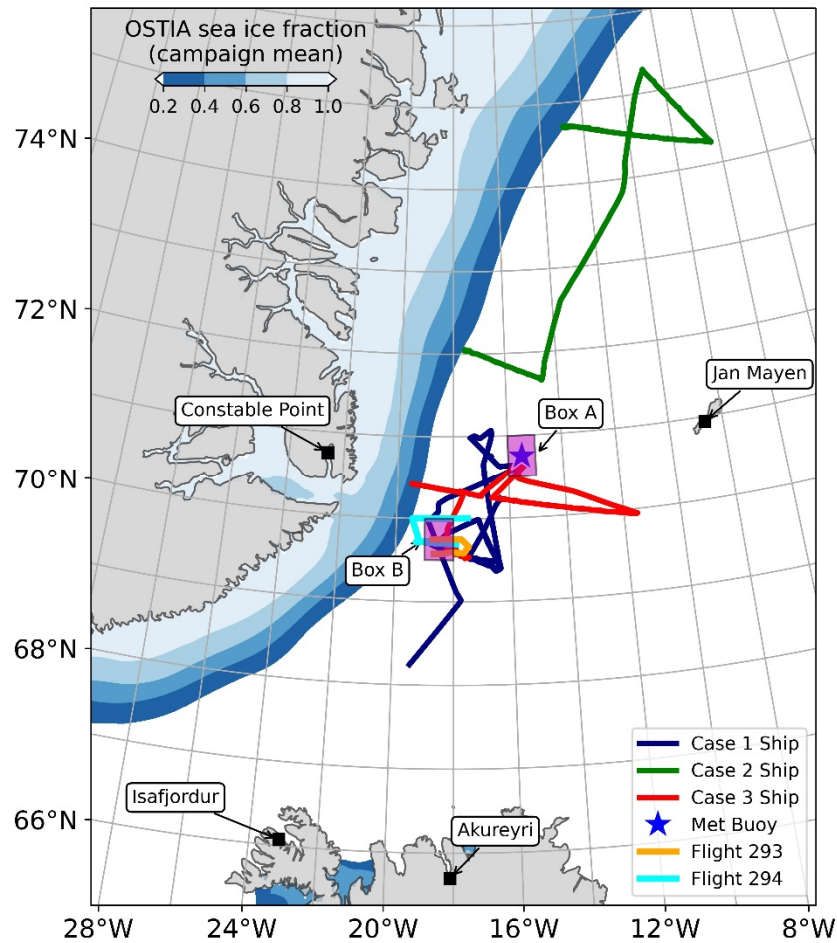 OSTIA sea ice fraction
(campaign mean)
0.2 0.4 0.6 0.8 1.0
74°N
72°N
70°N
68°N
66°N
Jan Mayen
Box A
Constable Point
Box B
Isafjordur
Akureyri
Case 1 Ship
Case 2 Ship
Case 3 Ship
Met Buoy
Flight 293
Flight 294
28°W 24°W 20°W 16°W 12°W 8°W